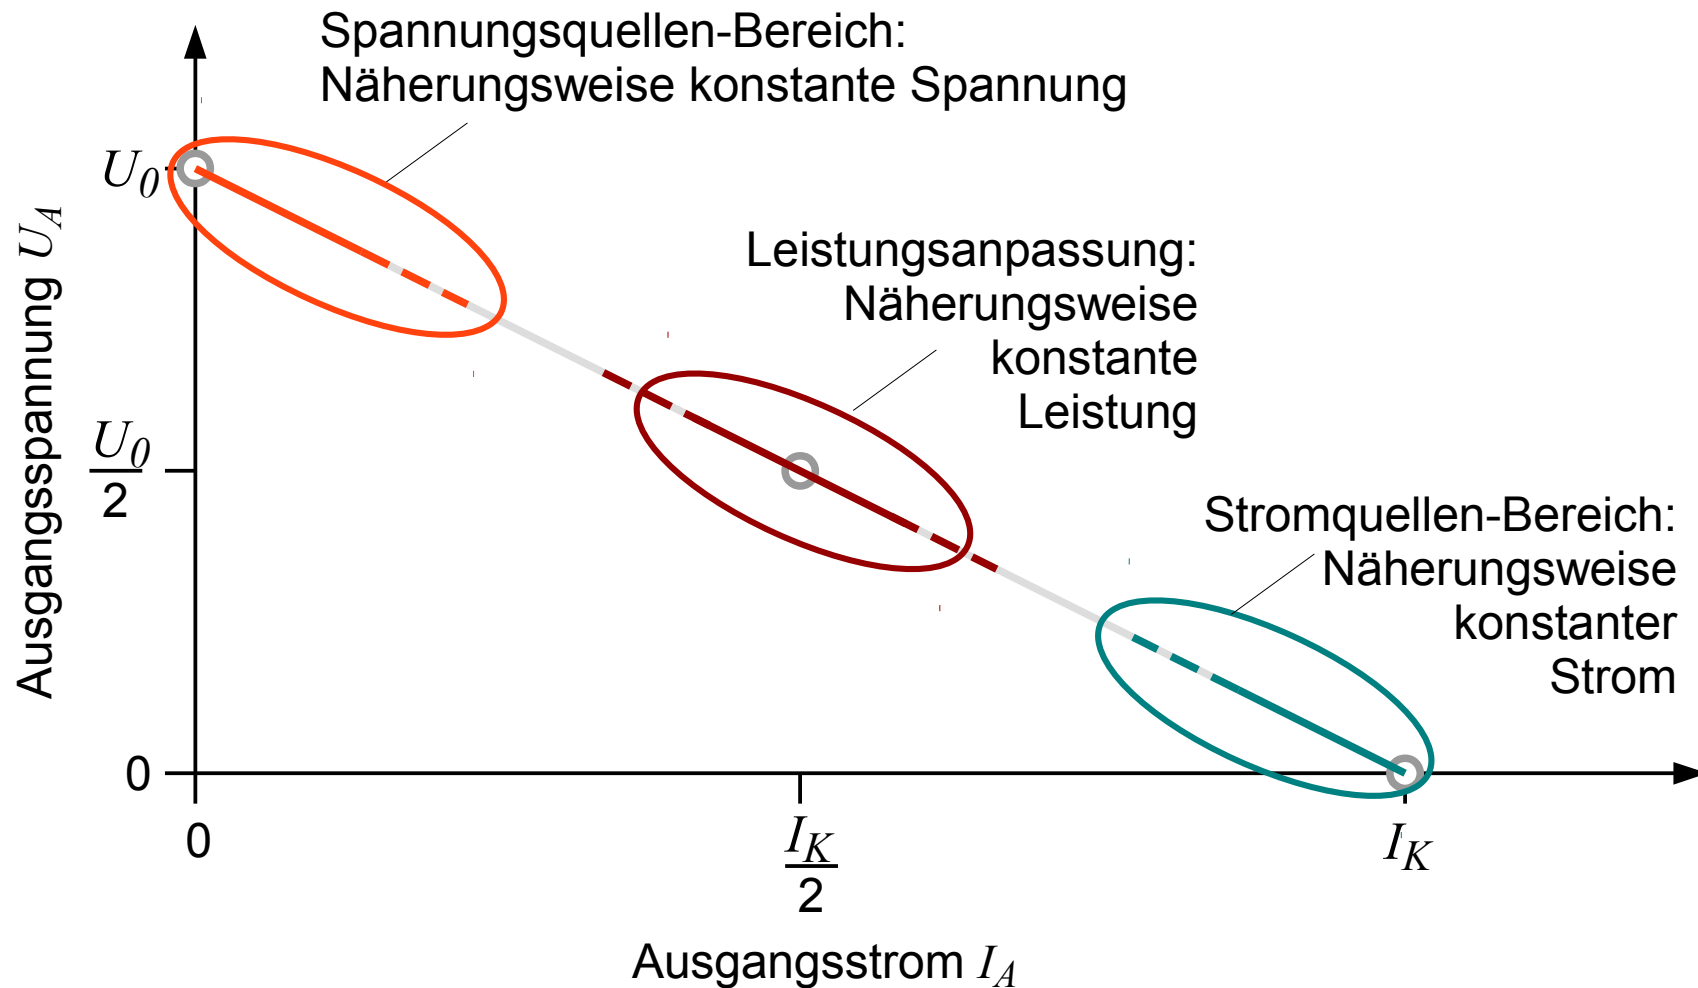 Spannungsquellen-Bereich:
Näherungsweise konstante Spannung
U0
Leistungsanpassung:
Näherungsweise
konstante
Leistung
Ausgangsspannung UA
U0
2
Stromquellen-Bereich:
Näherungsweise
konstanter
Strom
0
0
IK
2
IK
Ausgangsstrom IA